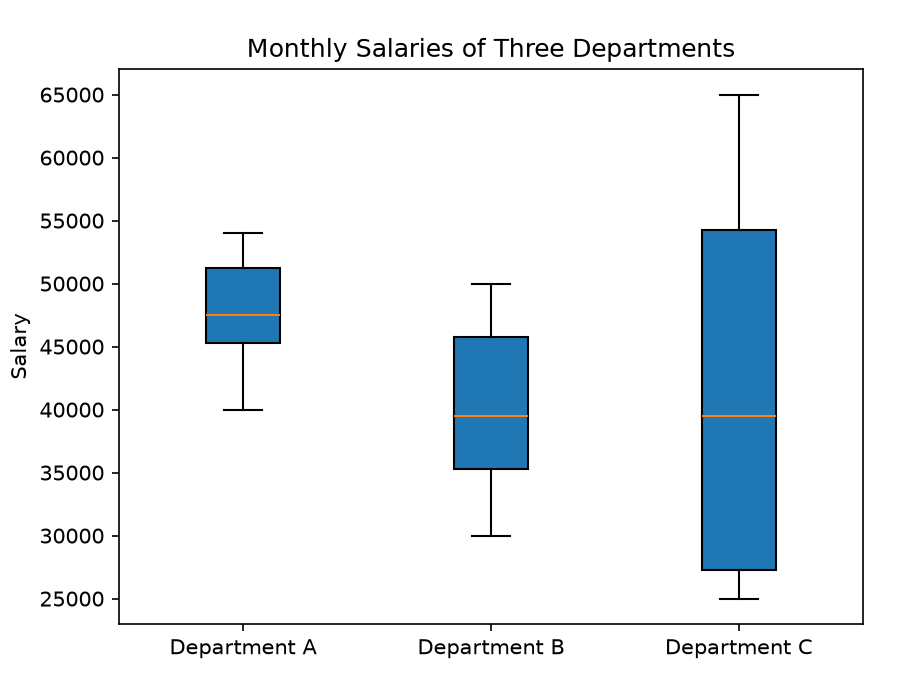 Monthly Salaries of Three Departments
Salary
65000
60000
55000
50000
45000
40000
35000
30000
25000
Department A
Department B
Department C